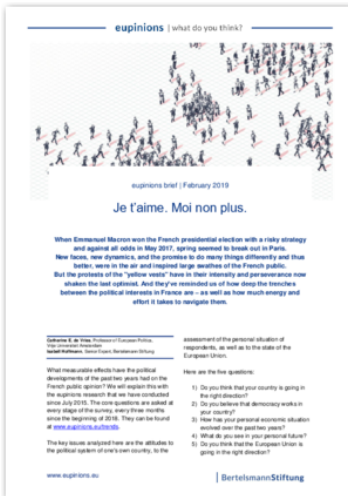 eupinions | what do you think?
eupinions brief | February 2019
Je t'aime. Moi non plus.
When Emmanuel Macron won the French presidential election with a risky strategy
and against all odds in May 2017, spring seemed to break out in Paris.
New faces, new dynamics, and the promise to do many things differently and thus
better, were in the air and inspired large swathes of the French public.
But the protests of the "yellow vests" have in their intensity and perseverance now
shaken the last optimist. And they've reminded us of how deep the trenches
between the political interests in France are – as well as how much energy and
effort it takes to navigate them.
Catherine E. de Vries, Professor of European Politics,
Vrije Universiteit Amsterdam
Isabell Hoffmann, Senior Expert, Bertelsmann Stiftung
What measurable effects have the political
developments of the past two years had on the
French public opinion? We will explain this with
the eupinions research that we have conducted
since July 2015. The core questions are asked at
every stage of the survey, every three months
since the beginning of 2018. They can be found
at www.eupinions.eu/trends.
The key issues analyzed here are the attitudes to
the political system of one's own country, to the
assessment of the personal situation of
respondents, as well as to the state of the
European Union.
Here are the five questions:
1) Do you think that your country is going in
the right direction?
2) Do you believe that democracy works in
your country?
3) How has your personal economic situation
evolved over the past two years?
4) What do you see in your personal future?
5) Do you think that the European Union is
going in the right direction?
www.eupinions.eu
| BertelsmannStiftung